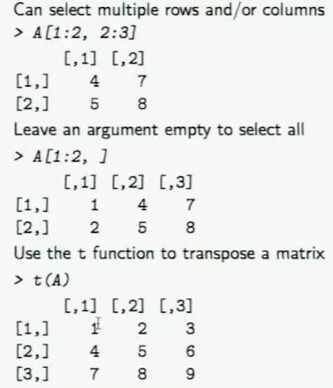 Can select multiple rows and/or columns
> A[1:2, 2:3]
[,1] [,2]
[1,] 4 7
[2,] 5 8
Leave an argument empty to select all
> A[1:2, ]
[,1] [,2] [,3]
[1,] 1 4 7
[2,] 2 5 8
Use the t function to transpose a matrix
> t(A)
[,1] [,2] [,3]
[1,] 1 2 3
[2,] 4 5 6
[3,] 7 8 9